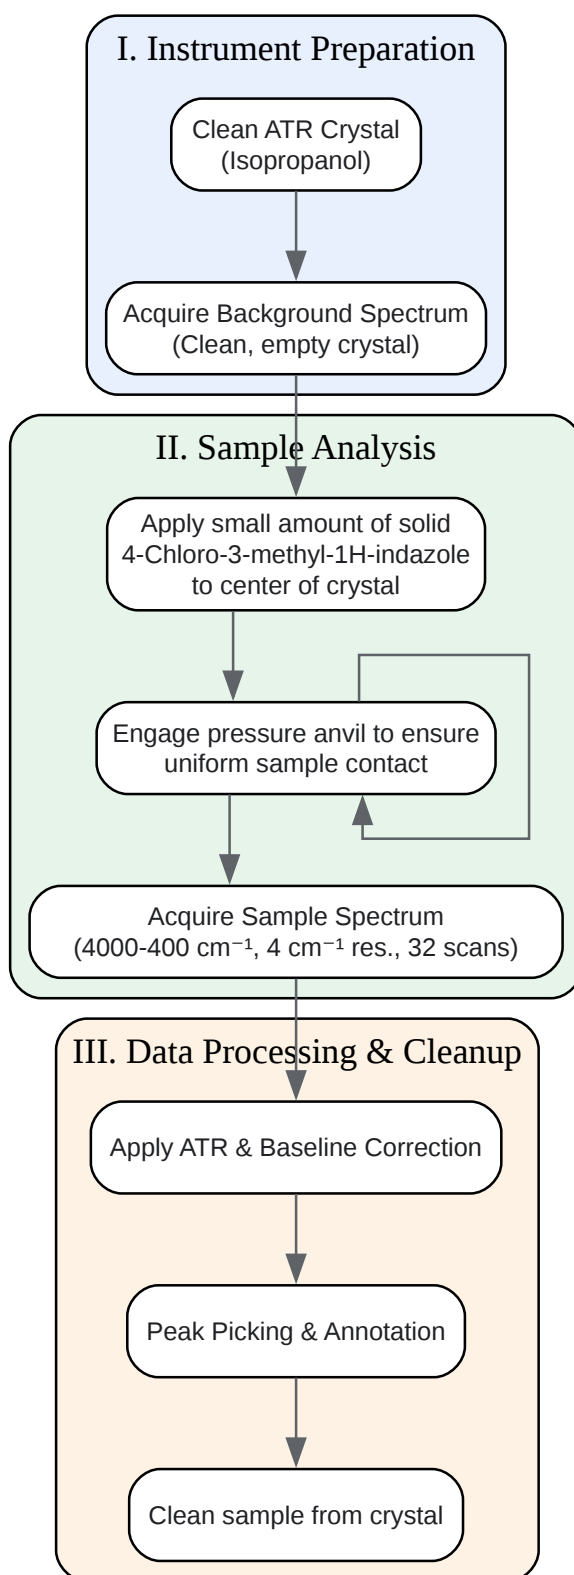 I. Instrument Preparation
Clean ATR Crystal
(Isopropanol)
Acquire Background Spectrum
(Clean, empty crystal)
II. Sample Analysis
Apply small amount of solid
4-Chloro-3-methyl-1H-indazole
to center of crystal
Engage pressure anvil to ensure
uniform sample contact
Acquire Sample Spectrum
(4000-400 cm⁻¹, 4 cm⁻¹ res., 32 scans)
III. Data Processing & Cleanup
Apply ATR & Baseline Correction
Peak Picking & Annotation
Clean sample from crystal